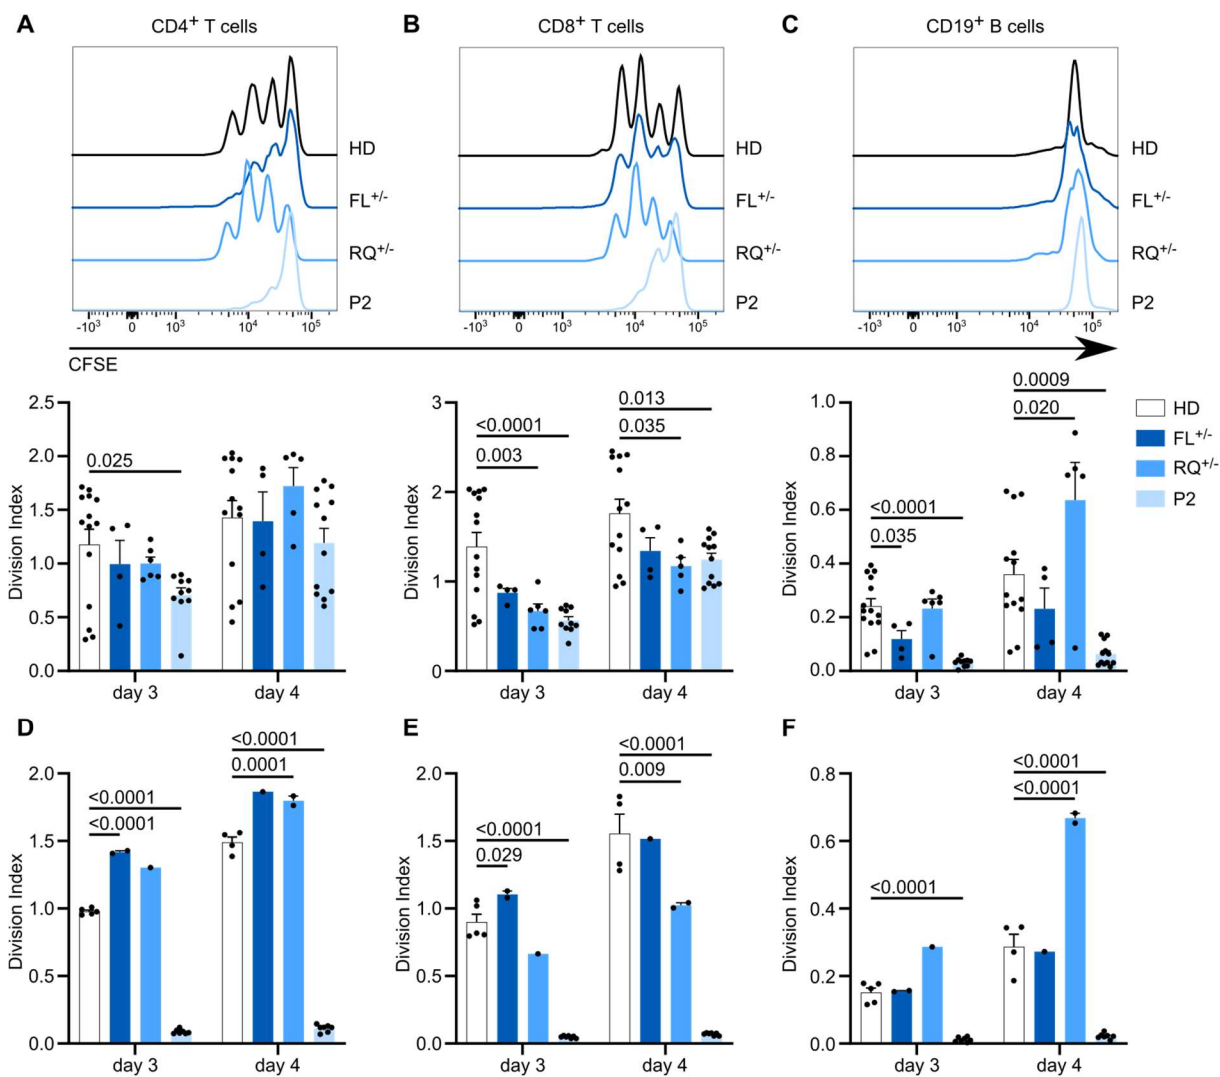 A
CD4⁺ T cells
HD
FL⁺/⁻
RQ⁺/⁻
P2
-10³ 0 10³ 10⁴ 10⁵
B
CD8⁺ T cells
HD
FL⁺/⁻
RQ⁺/⁻
P2
-10³ 0 10³ 10⁴ 10⁵
C
CD19⁺ B cells
HD
FL⁺/⁻
RQ⁺/⁻
P2
-10³ 0 10³ 10⁴ 10⁵
CFSE
Division Index
2.5
2.0
1.5
1.0
0.5
0.0
0.025
day 3
day 4
Division Index
3
2
1
0
<0.0001
0.003
0.013
0.035
day 3
day 4
Division Index
1.0
0.8
0.6
0.4
0.2
0.0
<0.0001
0.035
0.0009
0.020
day 3
day 4
HD
FL⁺/⁻
RQ⁺/⁻
P2
D
Division Index
2.0
1.5
1.0
0.5
0.0
<0.0001
<0.0001
<0.0001
0.0001
day 3
day 4
E
Division Index
2.0
1.5
1.0
0.5
0.0
<0.0001
0.029
<0.0001
0.009
day 3
day 4
F
Division Index
0.8
0.6
0.4
0.2
0.0
<0.0001
<0.0001
<0.0001
day 3
day 4